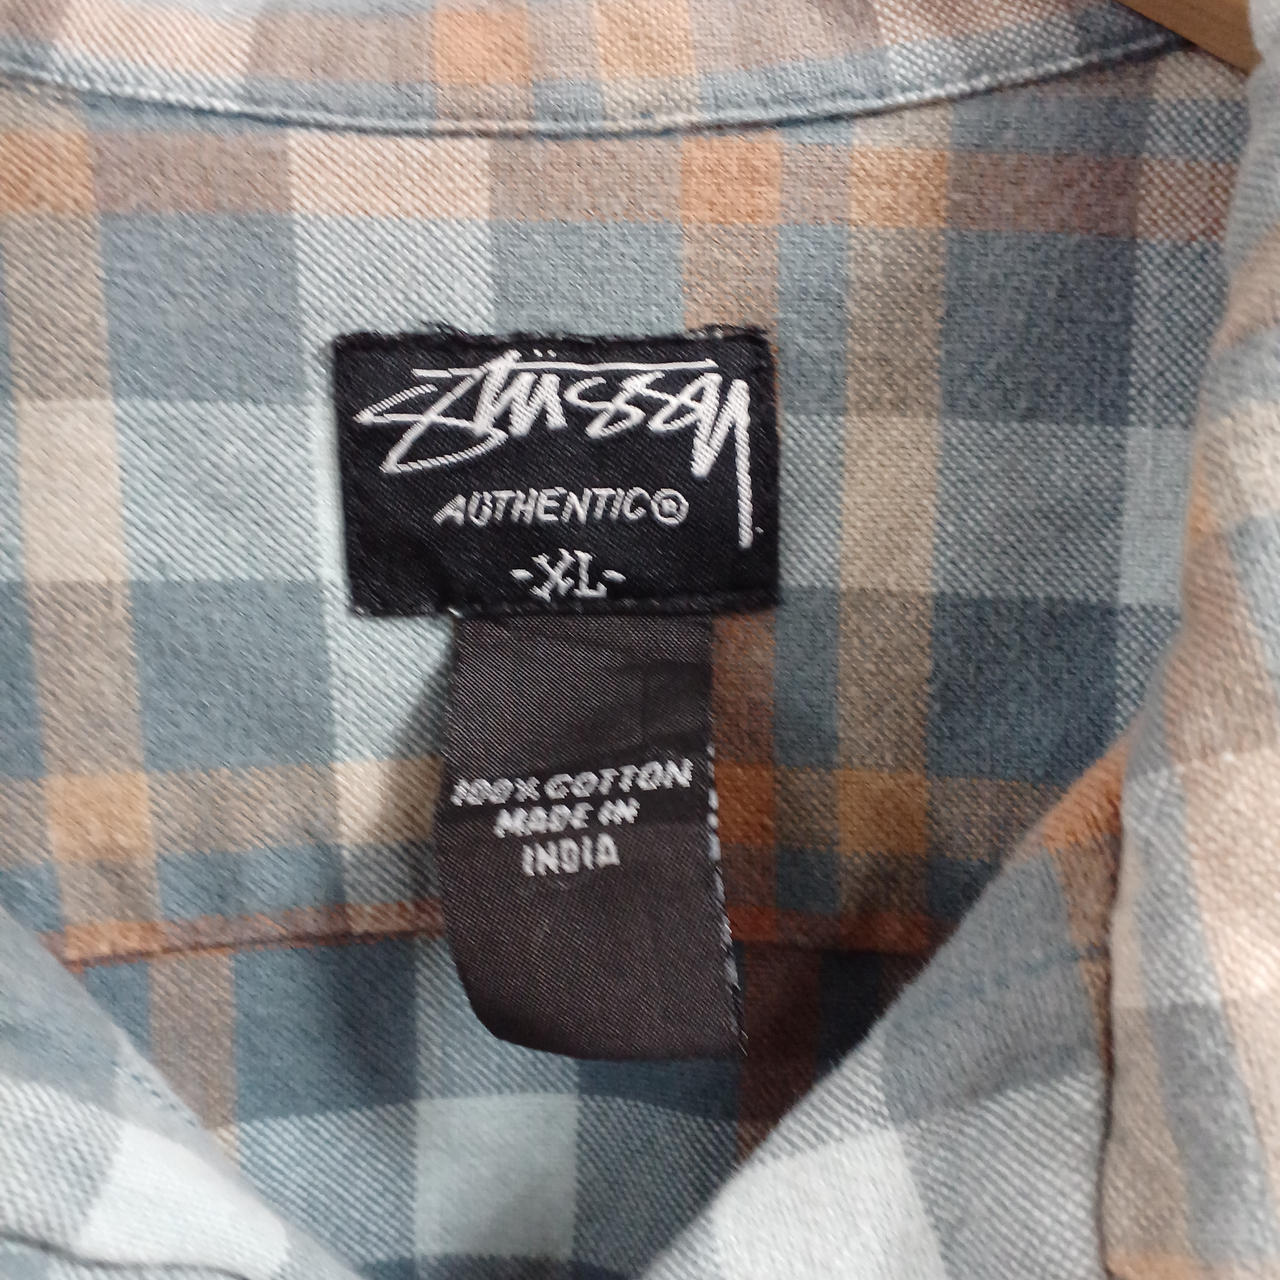 Stüssy
AUTHENTIC®
-XL-
100% COTTON
MADE IN
INDIA